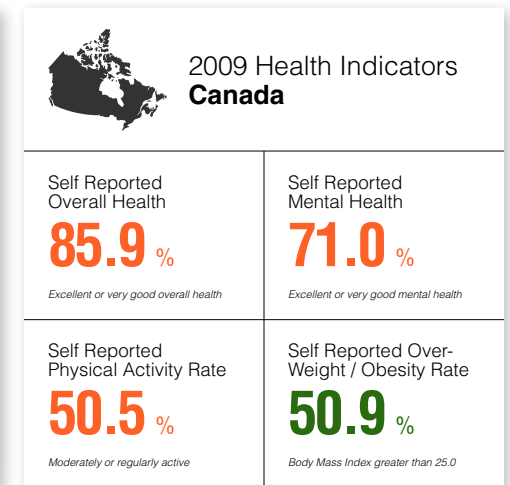 2009 Health Indicators
Canada
Self Reported
Overall Health
85.9 %
Excellent or very good overall health
Self Reported
Mental Health
71.0 %
Excellent or very good mental health
Self Reported
Physical Activity Rate
50.5 %
Moderately or regularly active
Self Reported Over-
Weight / Obesity Rate
50.9 %
Body Mass Index greater than 25.0